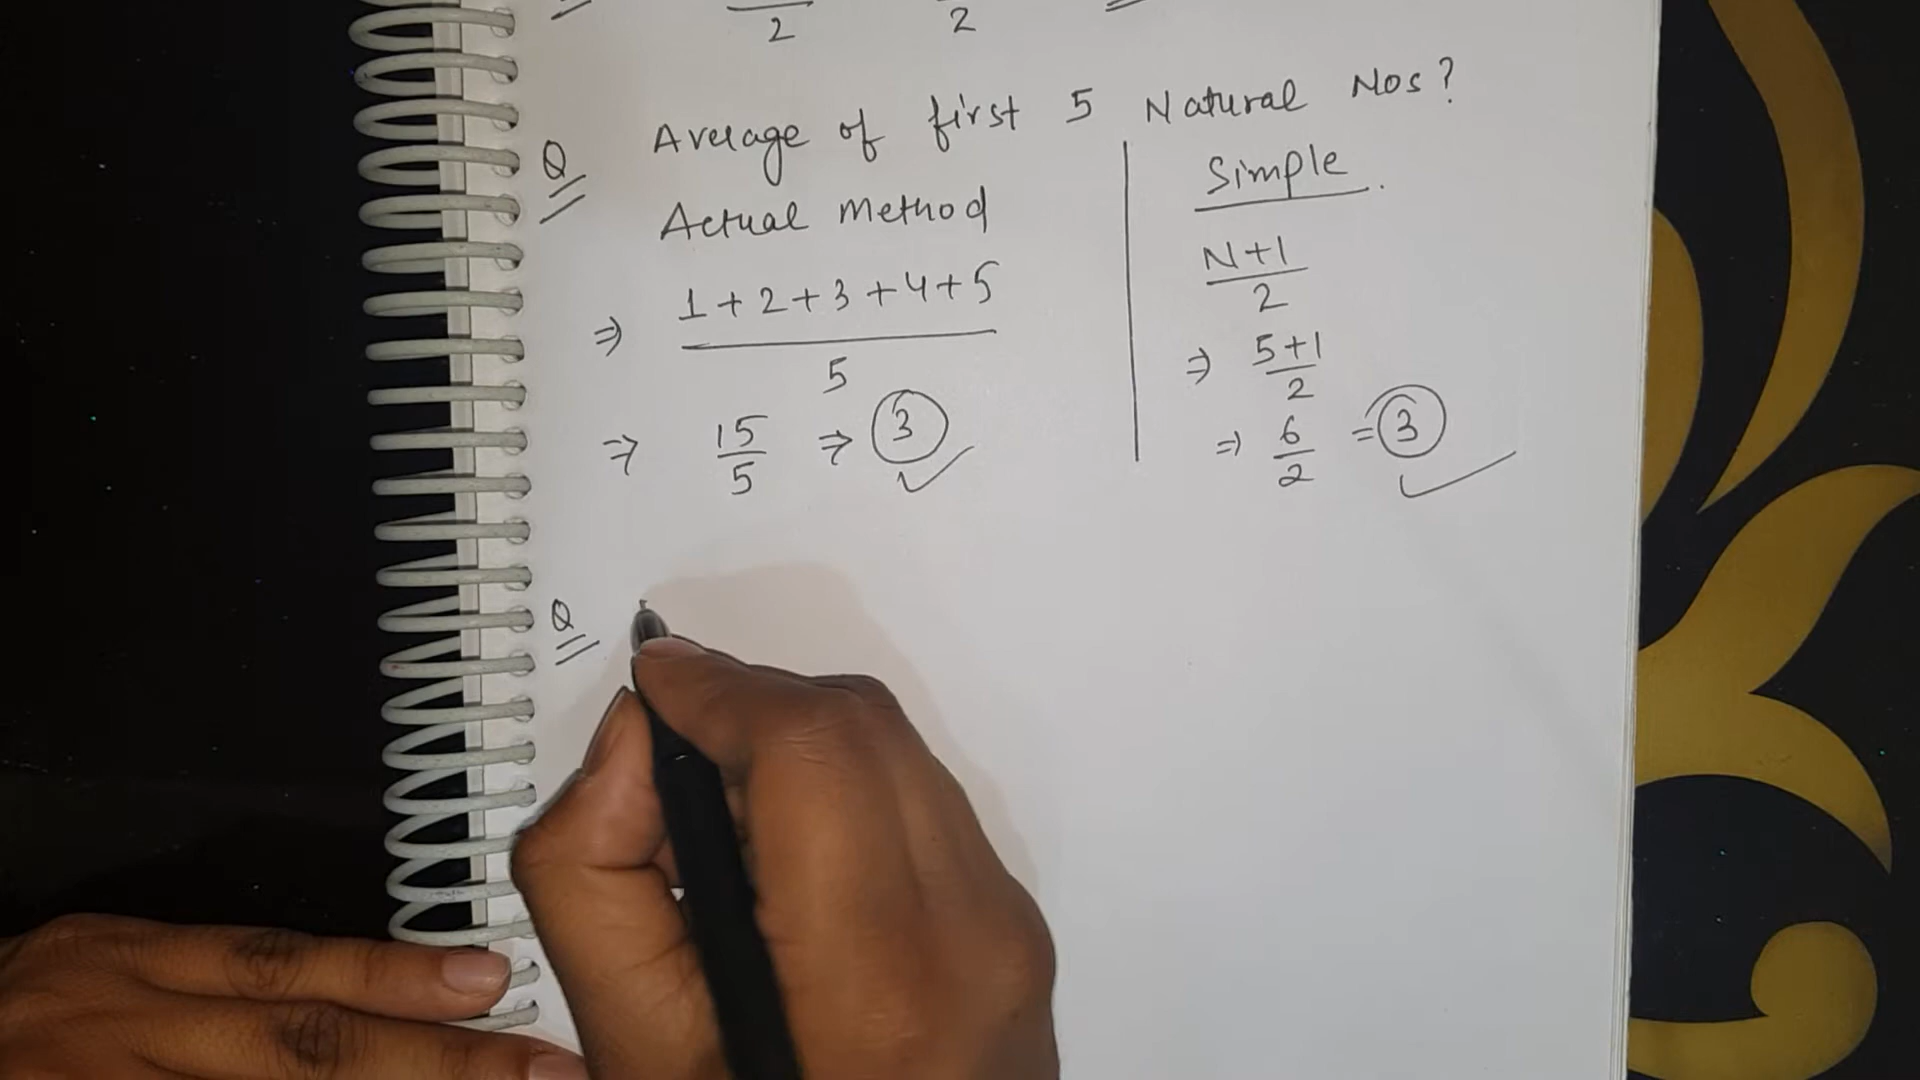 2 2
Q Average of first 5 Natural Nos?
Actual Method
1+2+3+4+5
⇒
5
⇒ 15/5 ⇒ 3
Simple.
N+1
2
⇒ 5+1
2
⇒ 6/2 = 3
Q